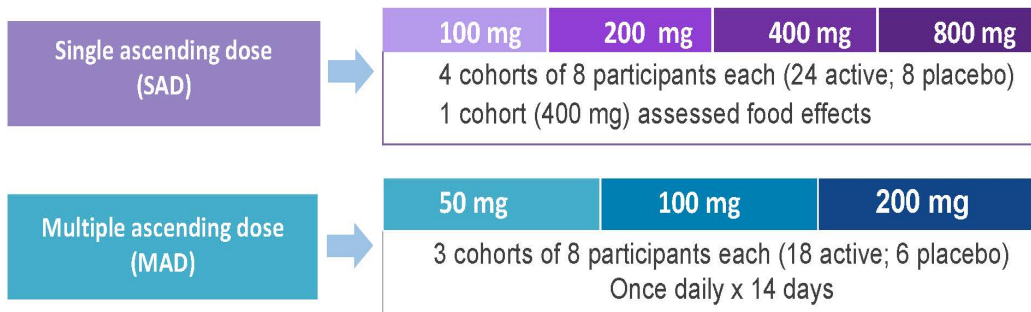 Single ascending dose
(SAD)
100 mg 200 mg 400 mg 800 mg
4 cohorts of 8 participants each (24 active; 8 placebo)
1 cohort (400 mg) assessed food effects
Multiple ascending dose
(MAD)
50 mg 100 mg 200 mg
3 cohorts of 8 participants each (18 active; 6 placebo)
Once daily x 14 days